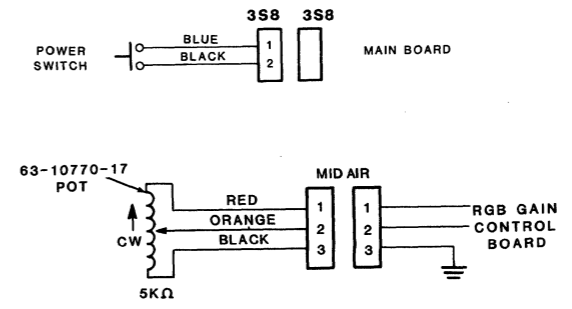 3S8 3S8
POWER SWITCH
BLUE
BLACK
1
2
MAIN BOARD
63-10770-17
POT
MID AIR
CW
RED
ORANGE
BLACK
1
2
3
1
2
3
RGB GAIN
CONTROL
BOARD
5KΩ